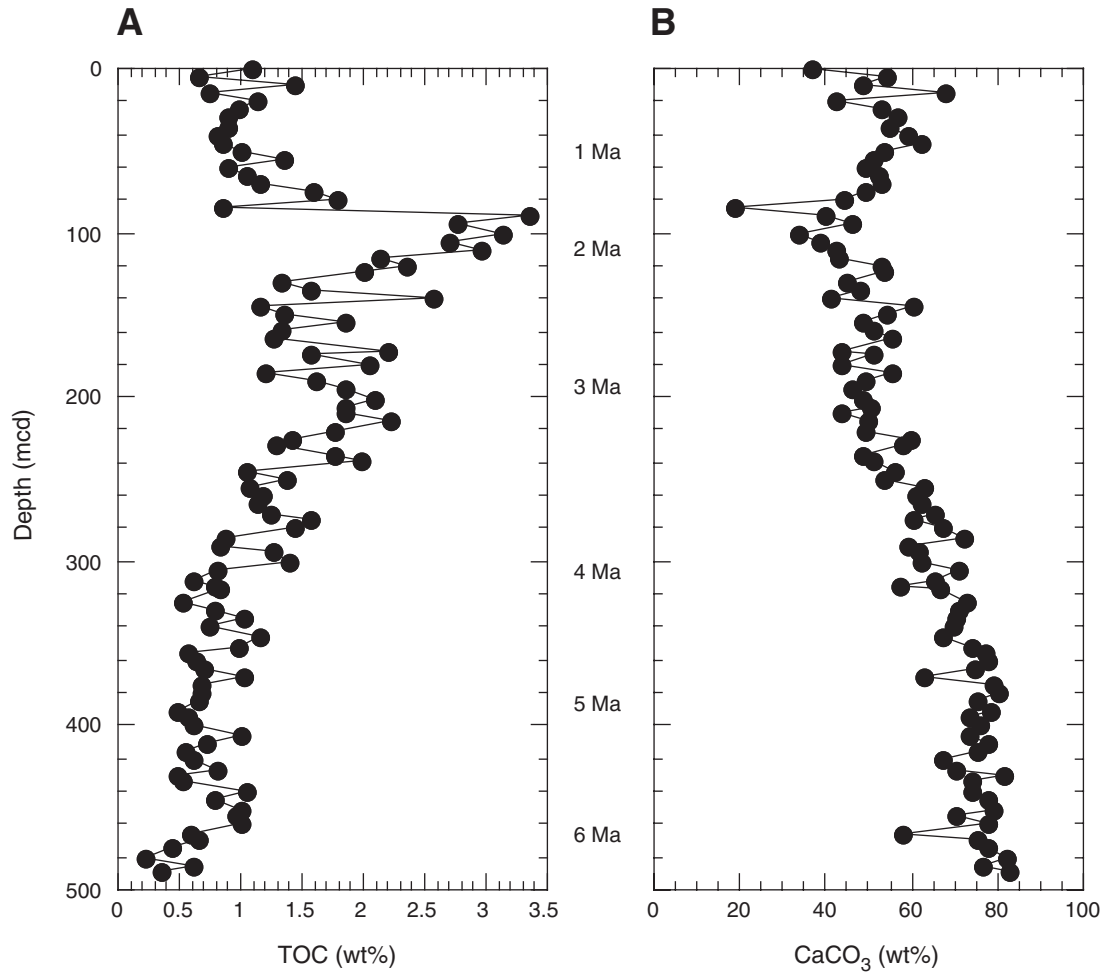 A B
0
100
200
300
400
500
Depth (mcd)
0 0.5 1 1.5 2 2.5 3 3.5
TOC (wt%)
1 Ma
2 Ma
3 Ma
4 Ma
5 Ma
6 Ma
0 20 40 60 80 100
CaCO₃ (wt%)